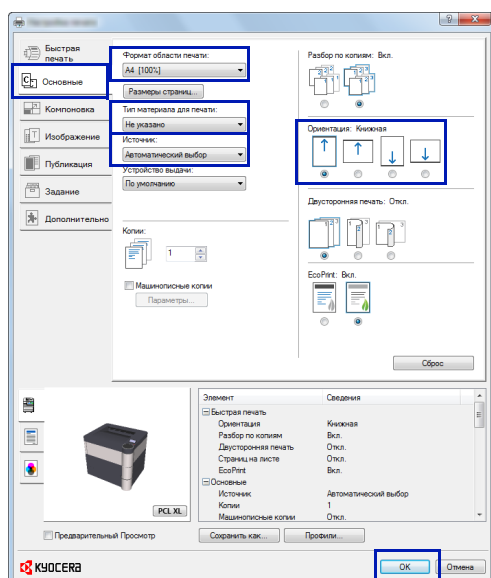 Быстрая
печать
Основные
Компоновка
Изображение
Публикация
Задание
Дополнительно
Формат области печати:
A4 [100%]
Размеры страниц...
Тип материала для печати:
Не указано
Источник:
Автоматический выбор
Устройство выдачи:
По умолчанию
Копии:
1
Машинописные копии
Параметры...
Разбор по копиям: Вкл.
Ориентация: Книжная
Двусторонняя печать: Откл.
EcoPrint: Вкл.
Сброс
PCL XL
Предварительный Просмотр
Элемент Сведения
Быстрая печать
Ориентация Книжная
Разбор по копиям Вкл.
Двусторонняя печать Откл.
Страниц на листе Откл.
EcoPrint Вкл.
Основные
Источник Автоматический выбор
Копии 1
Машинописные копии Откл.
Сохранить как... Профили...
KYOCERA
OK Отмена